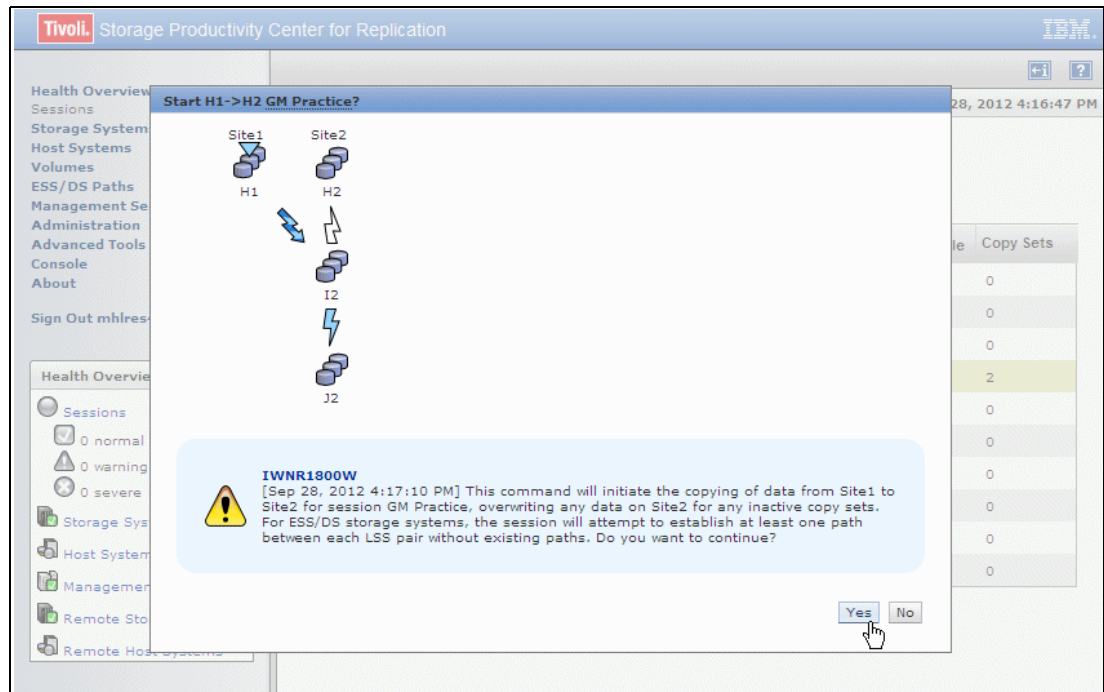 Tivoli. Storage Productivity Center for Replication
IBM.
Health Overview
Sessions
Storage System
Host Systems
Volumes
ESS/DS Paths
Management Se
Administration
Advanced Tools
Console
About
Sign Out mhlres
28, 2012 4:16:47 PM
Start H1->H2 GM Practice?
Site1 Site2
H1 H2
I2
J2
IWNR1800W
[Sep 28, 2012 4:17:10 PM] This command will initiate the copying of data from Site1 to
Site2 for session GM Practice, overwriting any data on Site2 for any inactive copy sets.
For ESS/DS storage systems, the session will attempt to establish at least one path
between each LSS pair without existing paths. Do you want to continue?
Yes No
le Copy Sets
0
0
0
2
0
0
0
0
0
0
Health Overvie
Sessions
0 normal
0 warning
0 severe
Storage Sys
Host System
Managemen
Remote Sto
Remote Host Systems